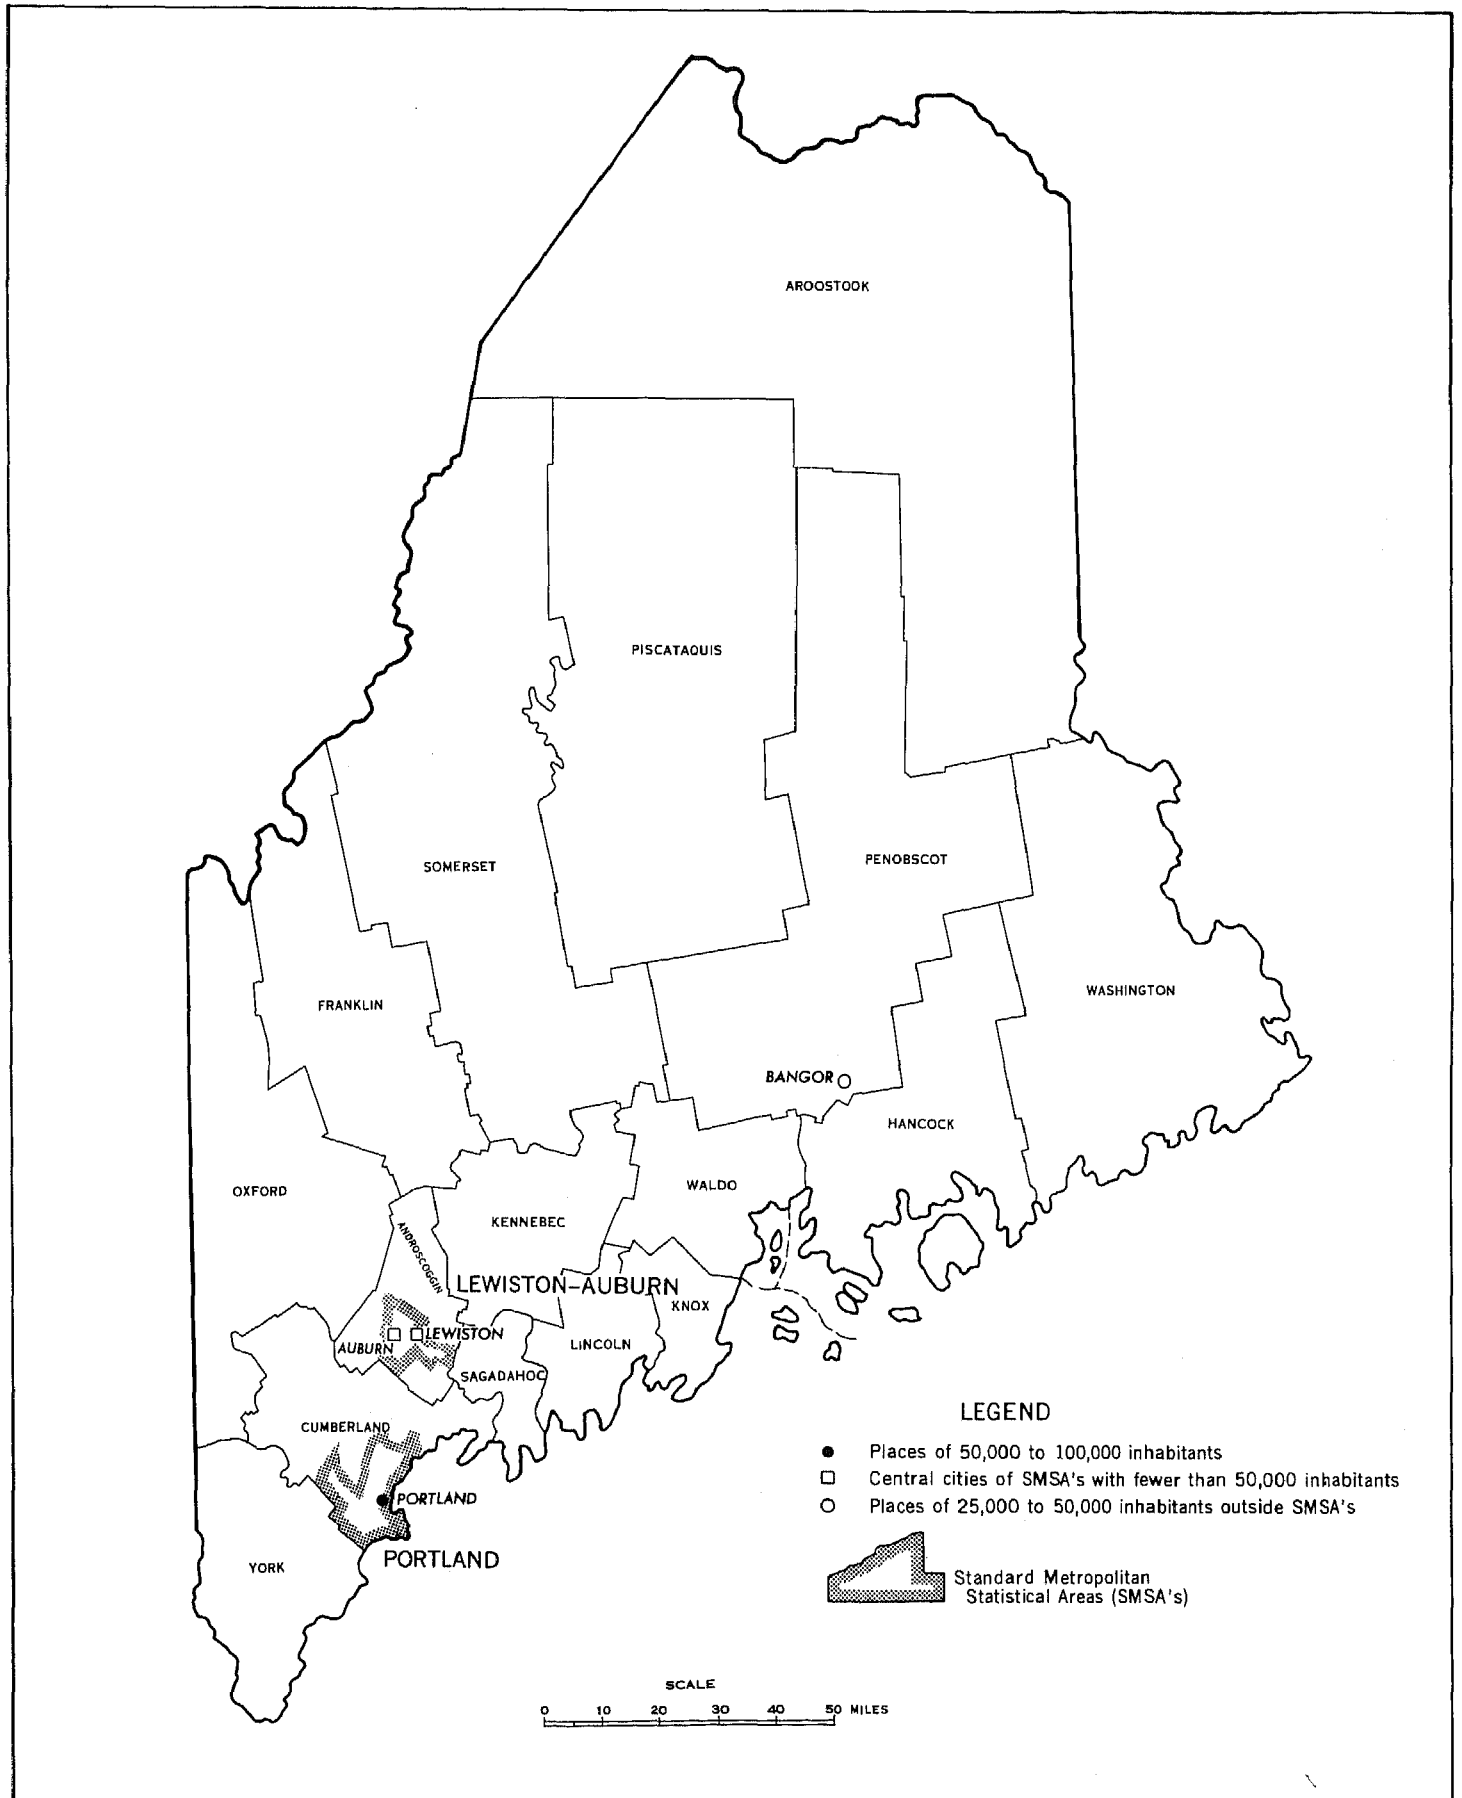 AROOSTOOK
PISCATAQUIS
SOMERSET
PENOBSCOT
FRANKLIN
WASHINGTON
BANGOR
HANCOCK
OXFORD
WALDO
KENNEBEC
ANDROSCOGGIN
LEWISTON-AUBURN
KNOX
LEWISTON
AUBURN
LINCOLN
SAGADAHOC
CUMBERLAND
PORTLAND
PORTLAND
YORK
LEGEND
Places of 50,000 to 100,000 inhabitants
Central cities of SMSA's with fewer than 50,000 inhabitants
Places of 25,000 to 50,000 inhabitants outside SMSA's
Standard Metropolitan
Statistical Areas (SMSA's)
SCALE
0 10 20 30 40 50 MILES